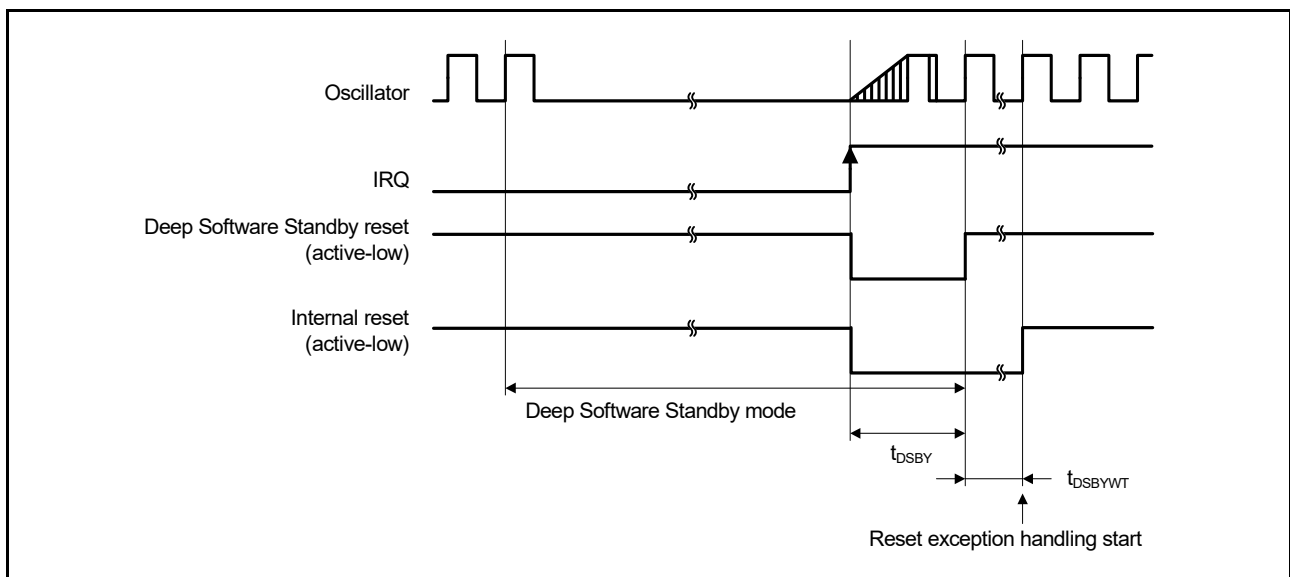 Oscillator
IRQ
Deep Software Standby reset
(active-low)
Internal reset
(active-low)
Deep Software Standby mode
tDSBY
tDSBYWT
Reset exception handling start